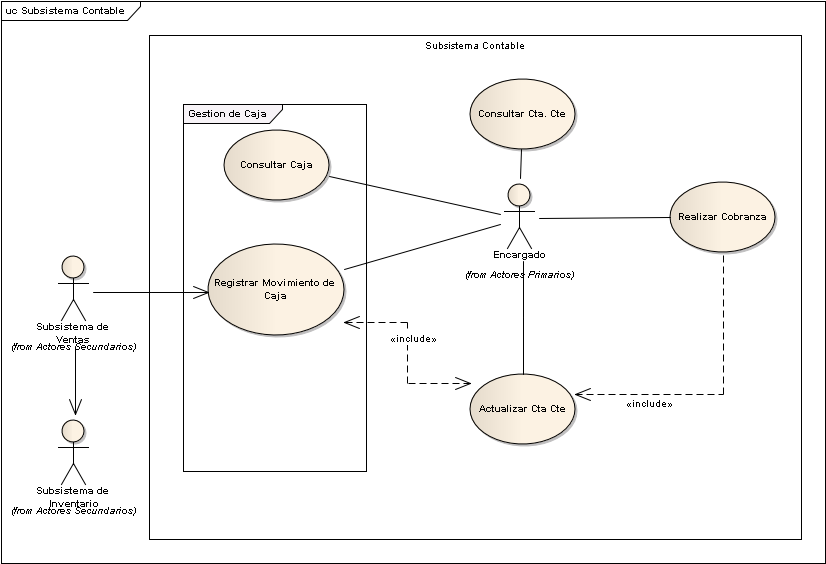 uc Subsistema Contable
Subsistema Contable
Gestion de Caja
Consultar Cta. Cte
Consultar Caja
Realizar Cobranza
Encargado
(from Actores Primarios)
Registrar Movimiento de
Caja
Subsistema de
Ventas
(from Actores Secundarios)
«include»
«include»
Actualizar Cta Cte
Subsistema de
Inventario
(from Actores Secundarios)